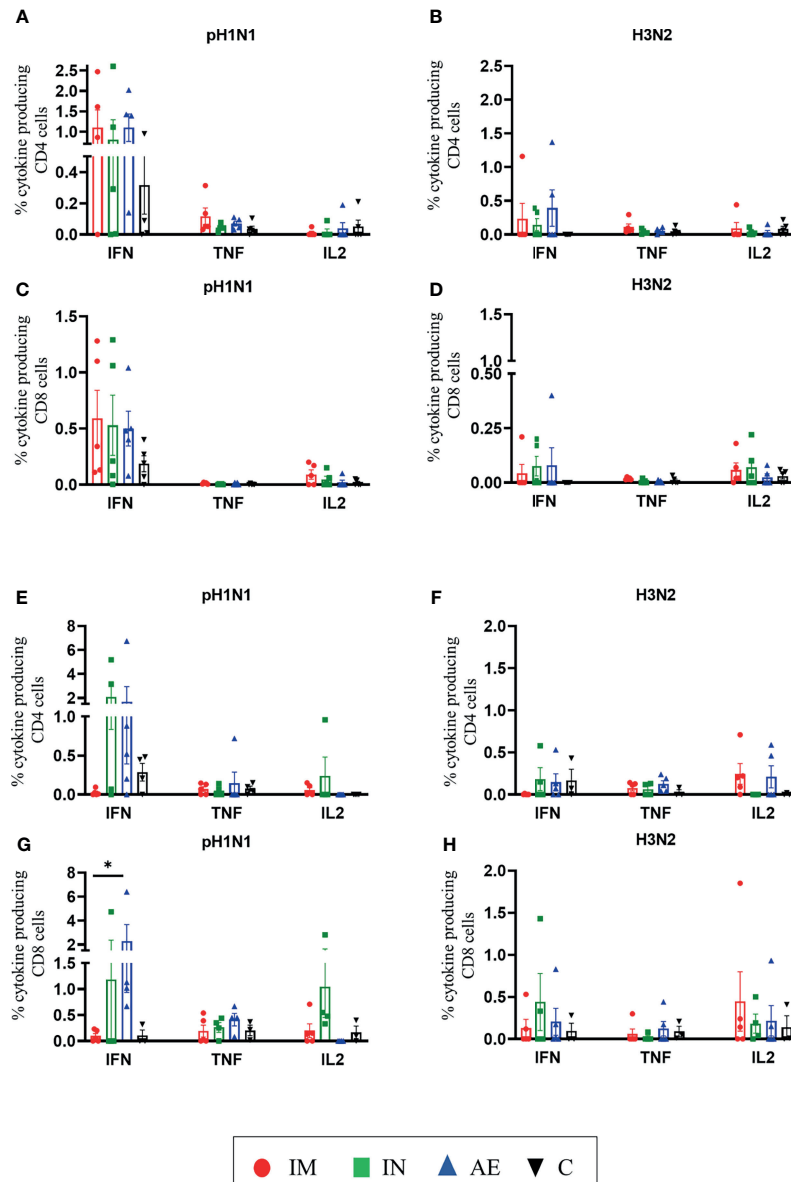 A
B
pH1N1
H3N2
% cytokine producing
CD4 cells
2.5
2.0
1.5
1.0
0.4
0.2
0.0
IFN
TNF
IL2
% cytokine producing
CD4 cells
2.5
2.0
1.5
1.0
0.5
0.0
IFN
TNF
IL2
C
D
pH1N1
H3N2
% cytokine producing
CD8 cells
1.5
1.0
0.5
0.0
IFN
TNF
IL2
% cytokine producing
CD8 cells
1.5
1.0
0.50
0.25
0.00
IFN
TNF
IL2
E
F
pH1N1
H3N2
% cytokine producing
CD4 cells
8
6
4
2
1.0
0.5
0.0
IFN
TNF
IL2
% cytokine producing
CD4 cells
2.0
1.5
1.0
0.5
0.0
IFN
TNF
IL2
G
H
pH1N1
H3N2
% cytokine producing
CD8 cells
8
6
4
2
1.5
1.0
0.5
0.0
*
IFN
TNF
IL2
% cytokine producing
CD8 cells
2.0
1.5
1.0
0.5
0.0
IFN
TNF
IL2
IM IN AE C